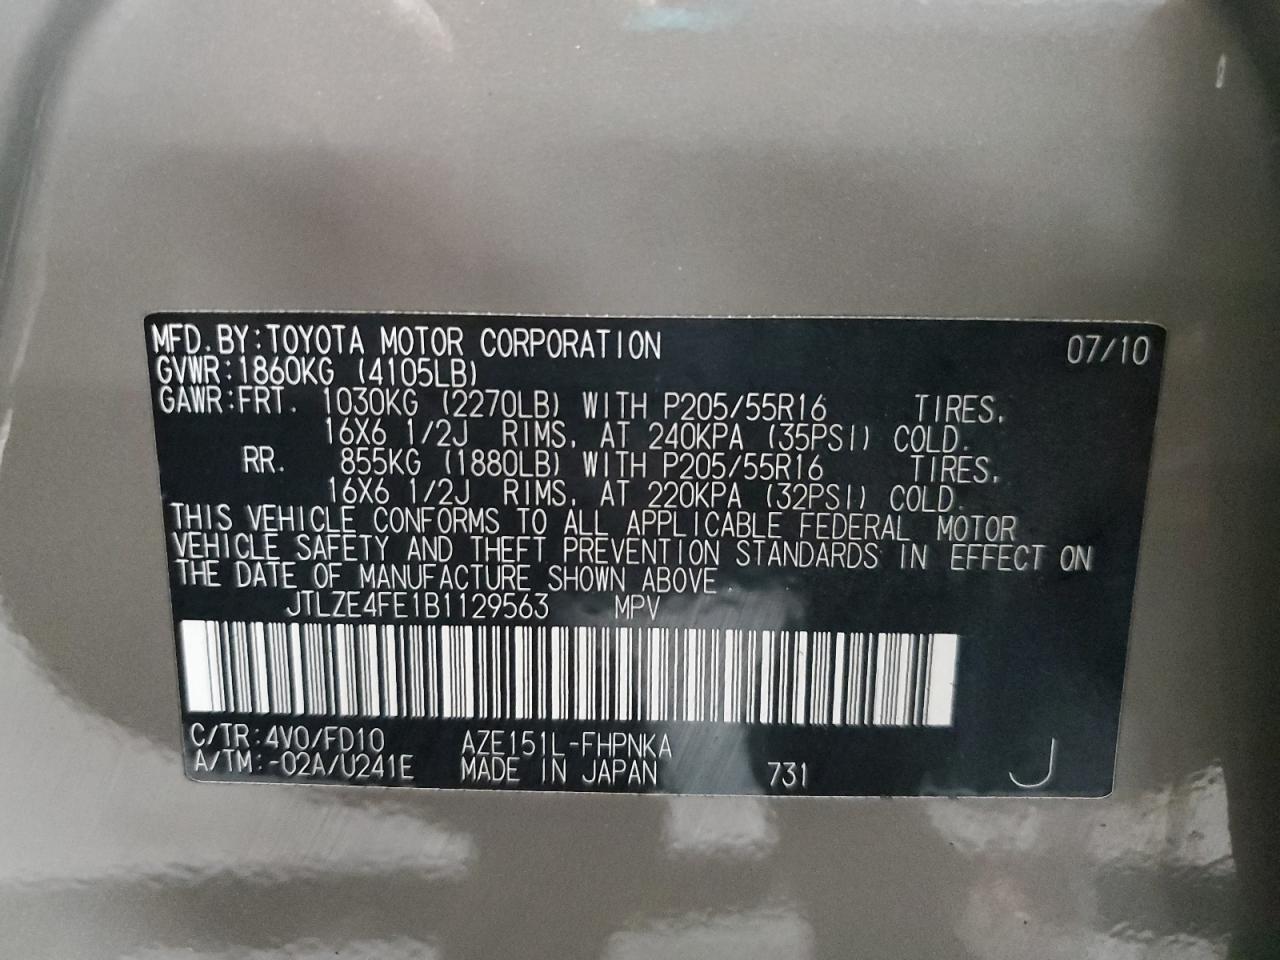 MFD. BY: TOYOTA MOTOR CORPORATION 07/10
GVWR: 1860KG (4105LB)
GAWR: FRT. 1030KG (2270LB) WITH P205/55R16 TIRES,
16X6 1/2J RIMS, AT 240KPA (35PSI) COLD.
RR. 855KG (1880LB) WITH P205/55R16 TIRES,
16X6 1/2J RIMS, AT 220KPA (32PSI) COLD.
THIS VEHICLE CONFORMS TO ALL APPLICABLE FEDERAL MOTOR
VEHICLE SAFETY AND THEFT PREVENTION STANDARDS IN EFFECT ON
THE DATE OF MANUFACTURE SHOWN ABOVE.
JTLZE4FE1B1129563 MPV
C/TR: 4V0/FD10 AZE151L-FHPNKA
A/TM: -02A/U241E MADE IN JAPAN 731 J